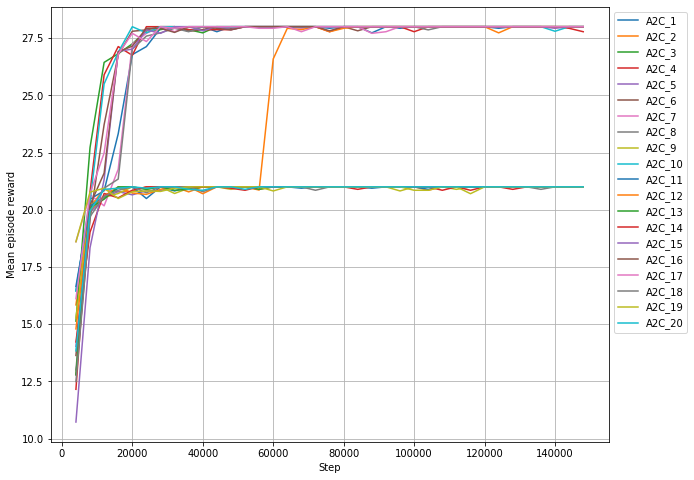 27.5
25.0
22.5
20.0
17.5
15.0
12.5
10.0
Mean episode reward
0 20000 40000 60000 80000 100000 120000 140000
Step
A2C_1
A2C_2
A2C_3
A2C_4
A2C_5
A2C_6
A2C_7
A2C_8
A2C_9
A2C_10
A2C_11
A2C_12
A2C_13
A2C_14
A2C_15
A2C_16
A2C_17
A2C_18
A2C_19
A2C_20